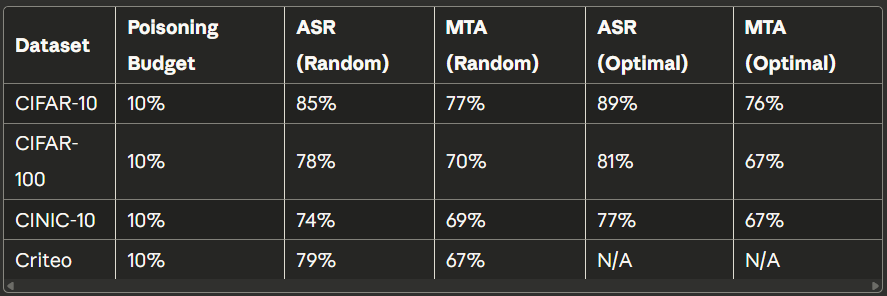 Dataset Poisoning Budget ASR (Random) MTA (Random) ASR (Optimal) MTA (Optimal)
CIFAR-10 10% 85% 77% 89% 76%
CIFAR-100 10% 78% 70% 81% 67%
CINIC-10 10% 74% 69% 77% 67%
Criteo 10% 79% 67% N/A N/A